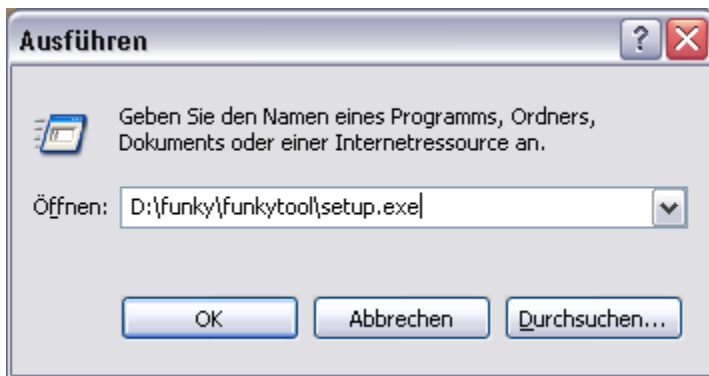 Ausführen
Geben Sie den Namen eines Programms, Ordners,
Dokuments oder einer Internetressource an.
Öffnen: D:\funky\funkytool\setup.exe
OK Abbrechen Durchsuchen...